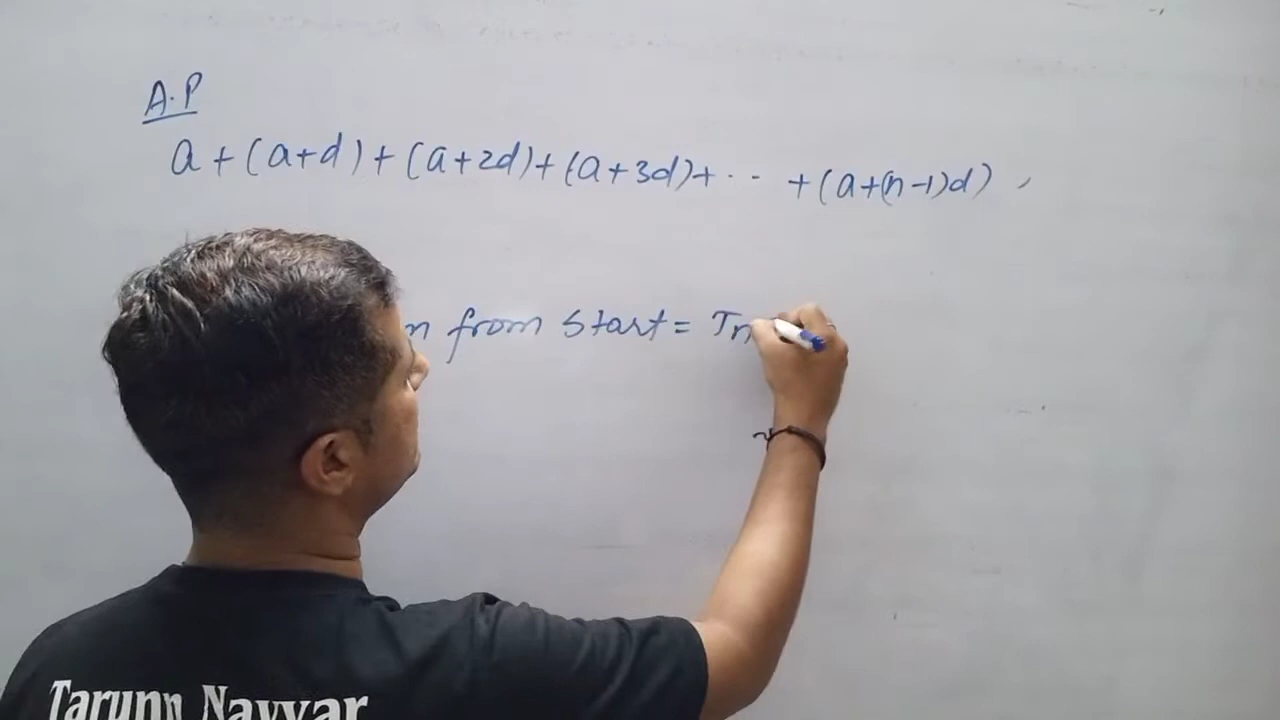 A.P
a + (a+d) + (a+2d) + (a+3d) + .. + (a+(n-1)d)
from Start = Tn
Tarunn Nayyar